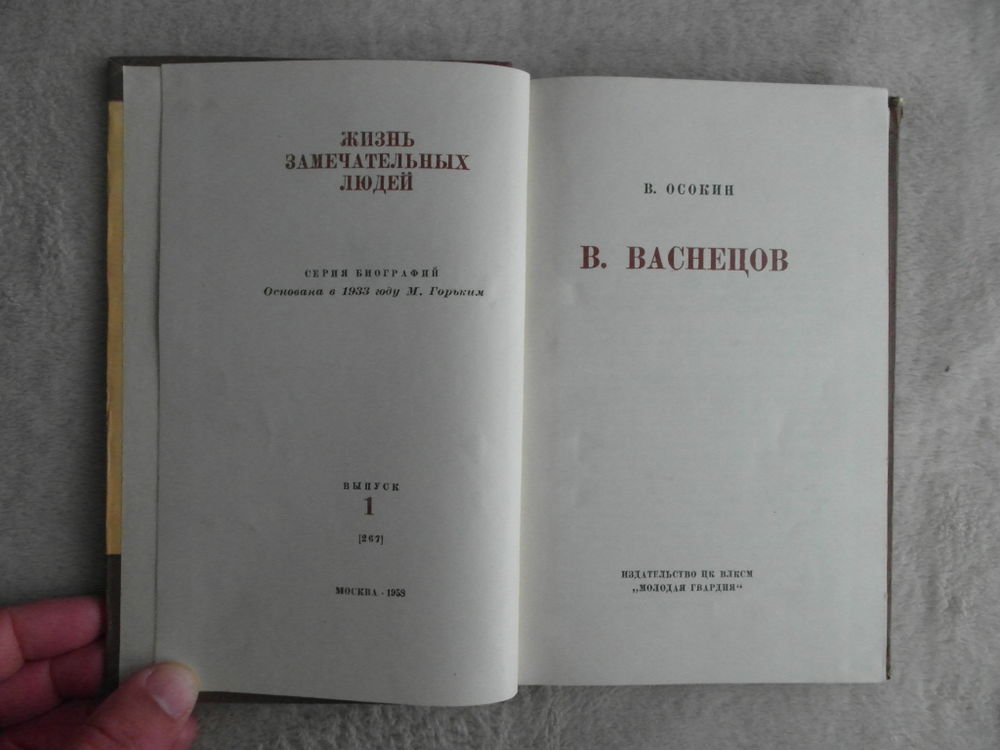 ЖИЗНЬ
ЗАМЕЧАТЕЛЬНЫХ
ЛЮДЕЙ
СЕРИЯ БИОГРАФИЙ
Основана в 1933 году М. Горьким
ВЫПУСК
1
[267]
МОСКВА · 1958
В. ОСОКИН
В. ВАСНЕЦОВ
ИЗДАТЕЛЬСТВО ЦК ВЛКСМ
„МОЛОДАЯ ГВАРДИЯ“